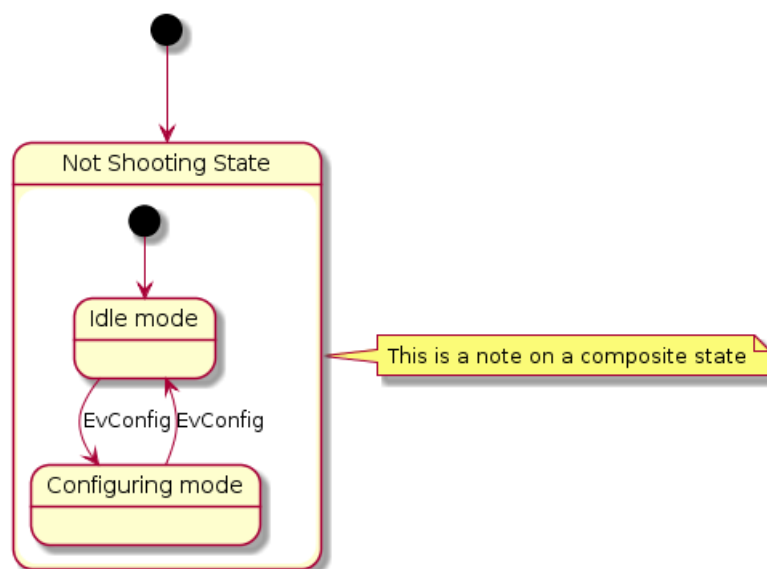 Not Shooting State
Idle mode
This is a note on a composite state
EvConfig EvConfig
Configuring mode